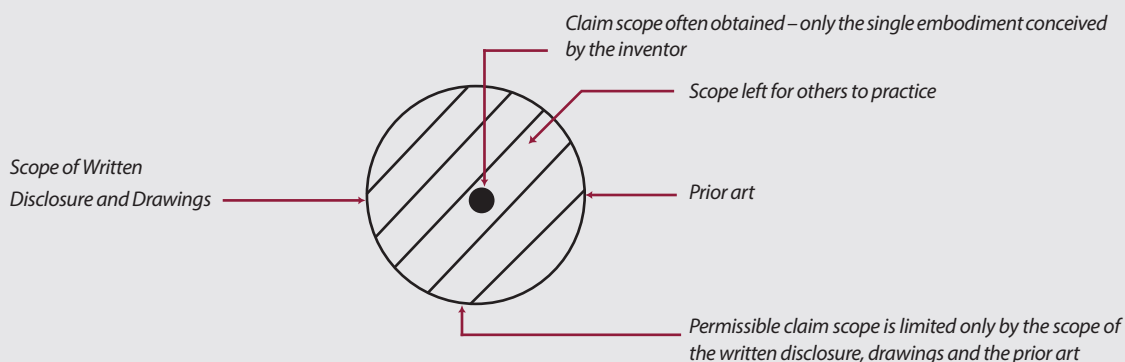 Claim scope often obtained – only the single embodiment conceived
by the inventor
Scope left for others to practice
Scope of Written
Disclosure and Drawings
Prior art
Permissible claim scope is limited only by the scope of
the written disclosure, drawings and the prior art